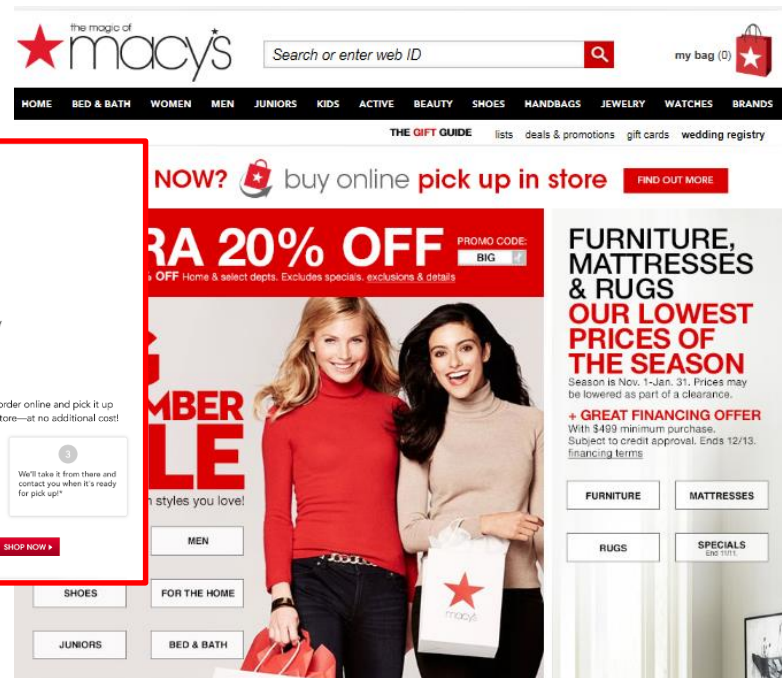 the magic of
macy's
Search or enter web ID
my bag (0)
HOME BED & BATH WOMEN MEN JUNIORS KIDS ACTIVE BEAUTY SHOES HANDBAGS JEWELRY WATCHES BRANDS
THE GIFT GUIDE lists deals & promotions gift cards wedding registry
NOW? buy online pick up in store FIND OUT MORE
RA 20% OFF
PROMO CODE:
BIG
% OFF Home & select depts. Excludes specials. exclusions & details
MBER
LE
styles you love!
MEN
SHOES FOR THE HOME
JUNIORS BED & BATH
macys
order online and pick it up
tore—at no additional cost!
3
We'll take it from there and
contact you when it's ready
for pick up!*
SHOP NOW
FURNITURE,
MATTRESSES
& RUGS
OUR LOWEST
PRICES OF
THE SEASON
Season is Nov. 1-Jan. 31. Prices may
be lowered as part of a clearance.
+ GREAT FINANCING OFFER
With $499 minimum purchase.
Subject to credit approval. Ends 12/13.
financing terms
FURNITURE MATTRESSES
RUGS SPECIALS
End 11/11.